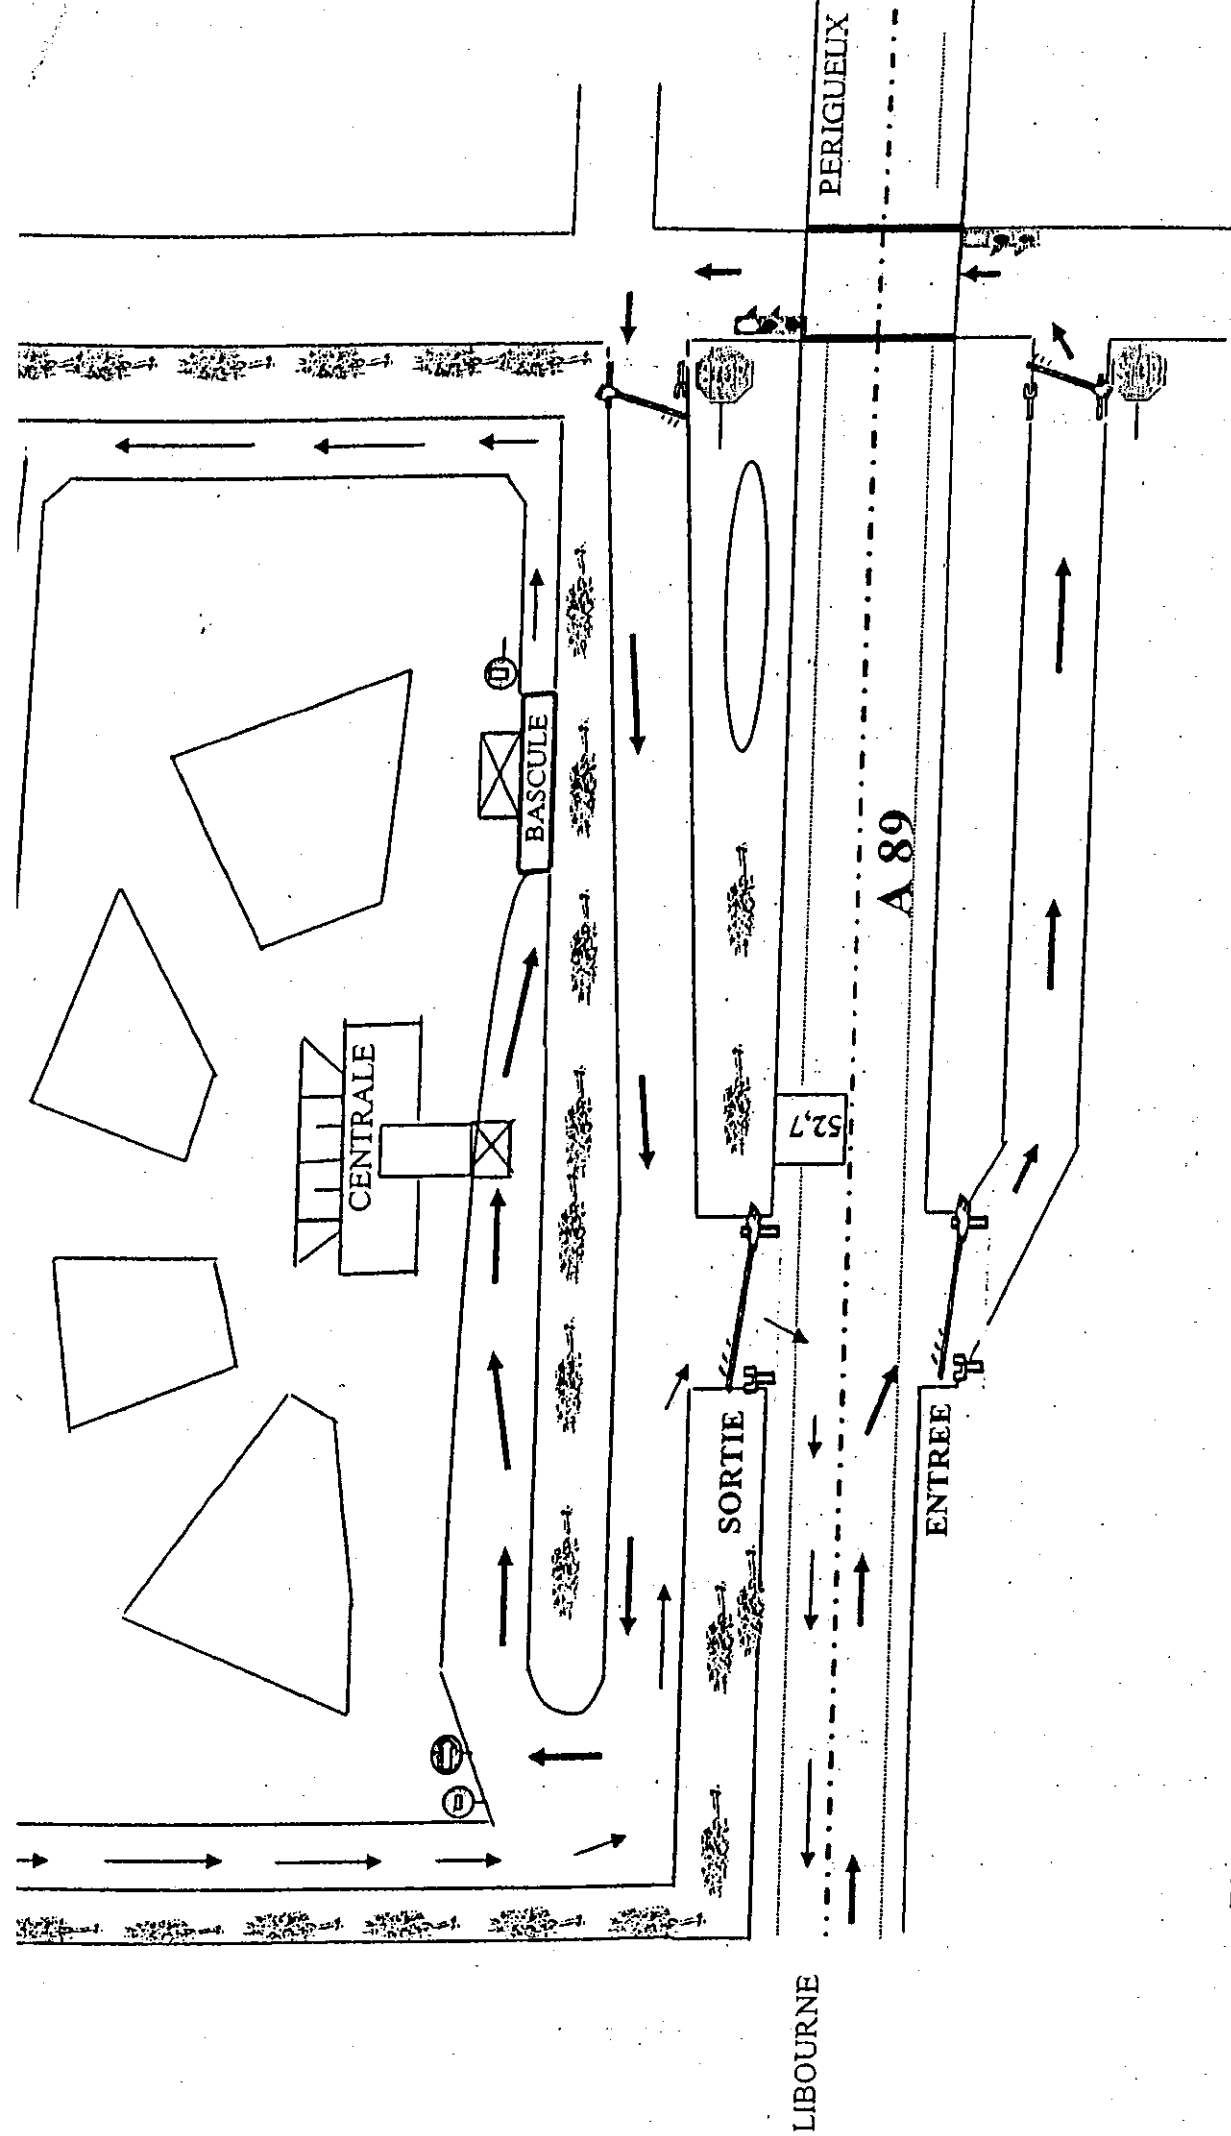 PERIGUEUX
BASCULE
A 89
CENTRALE
52,7
SORTIE
ENTREE
LIBOURNE